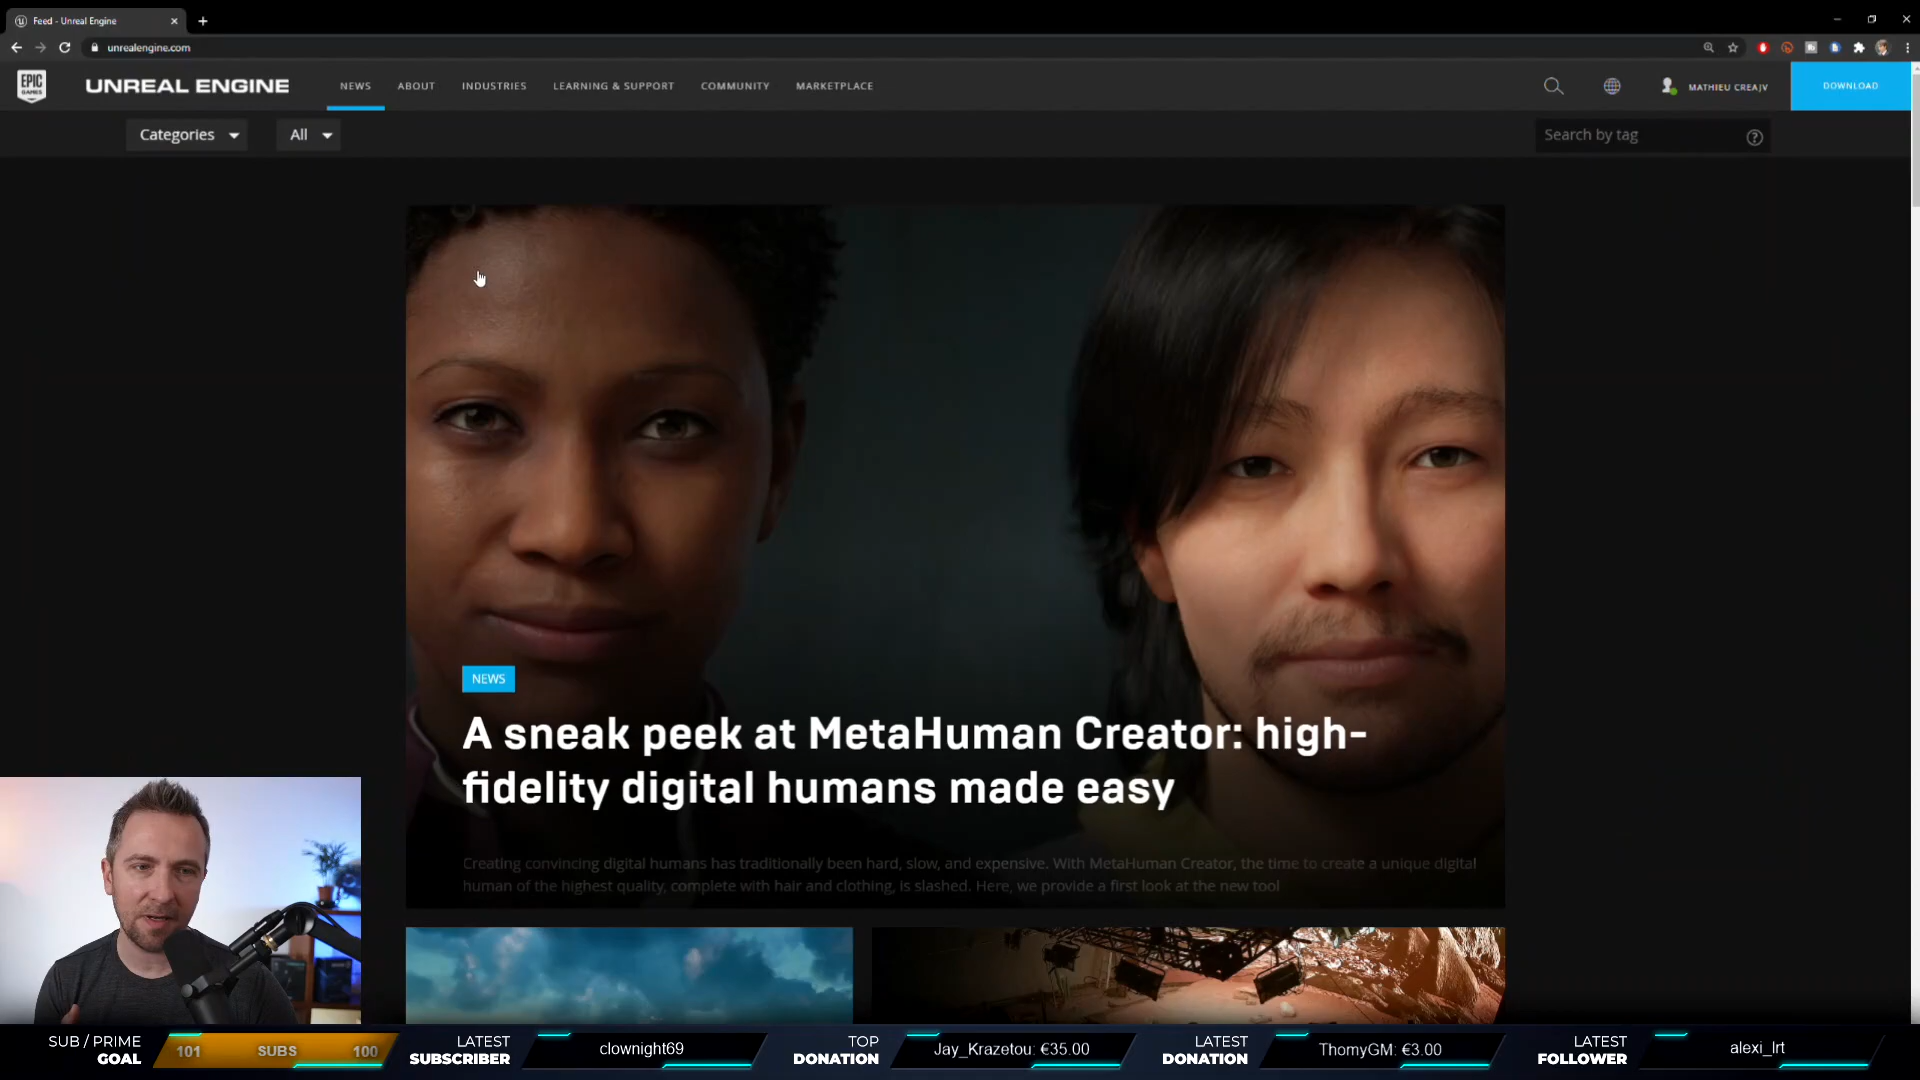 Feed - Unreal Engine
unrealengine.com
EPIC GAMES
UNREAL ENGINE
NEWS
ABOUT
INDUSTRIES
LEARNING & SUPPORT
COMMUNITY
MARKETPLACE
MATHIEU CREAJV
DOWNLOAD
Categories
All
Search by tag
NEWS
A sneak peek at MetaHuman Creator: high-
fidelity digital humans made easy
Creating convincing digital humans has traditionally been hard, slow, and expensive. With MetaHuman Creator, the time to create a unique digital
human of the highest quality, complete with hair and clothing, is slashed. Here, we provide a first look at the new tool
SUB / PRIME
GOAL
101 SUBS 100
LATEST
SUBSCRIBER
clownight69
TOP
DONATION
Jay_Krazetou: €35.00
LATEST
DONATION
ThomyGM: €3.00
LATEST
FOLLOWER
alexi_lrt